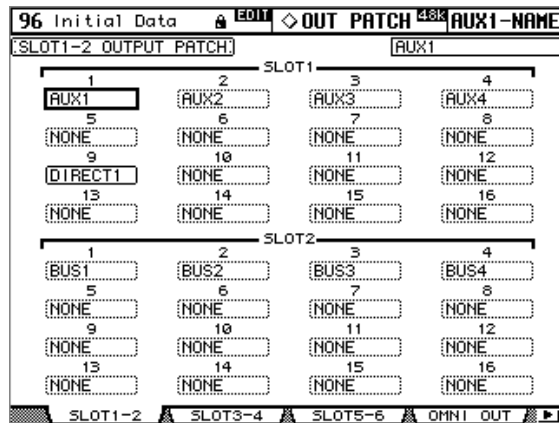 96 Initial Data EDIT ◇OUT PATCH 48k AUX1-NAME
SLOT1-2 OUTPUT PATCH AUX1
SLOT1
1 2 3 4
AUX1 AUX2 AUX3 AUX4
5 6 7 8
NONE NONE NONE NONE
9 10 11 12
DIRECT1 NONE NONE NONE
13 14 15 16
NONE NONE NONE NONE
SLOT2
1 2 3 4
BUS1 BUS2 BUS3 BUS4
5 6 7 8
NONE NONE NONE NONE
9 10 11 12
NONE NONE NONE NONE
13 14 15 16
NONE NONE NONE NONE
SLOT1-2 SLOT3-4 SLOT5-6 OMNI OUT